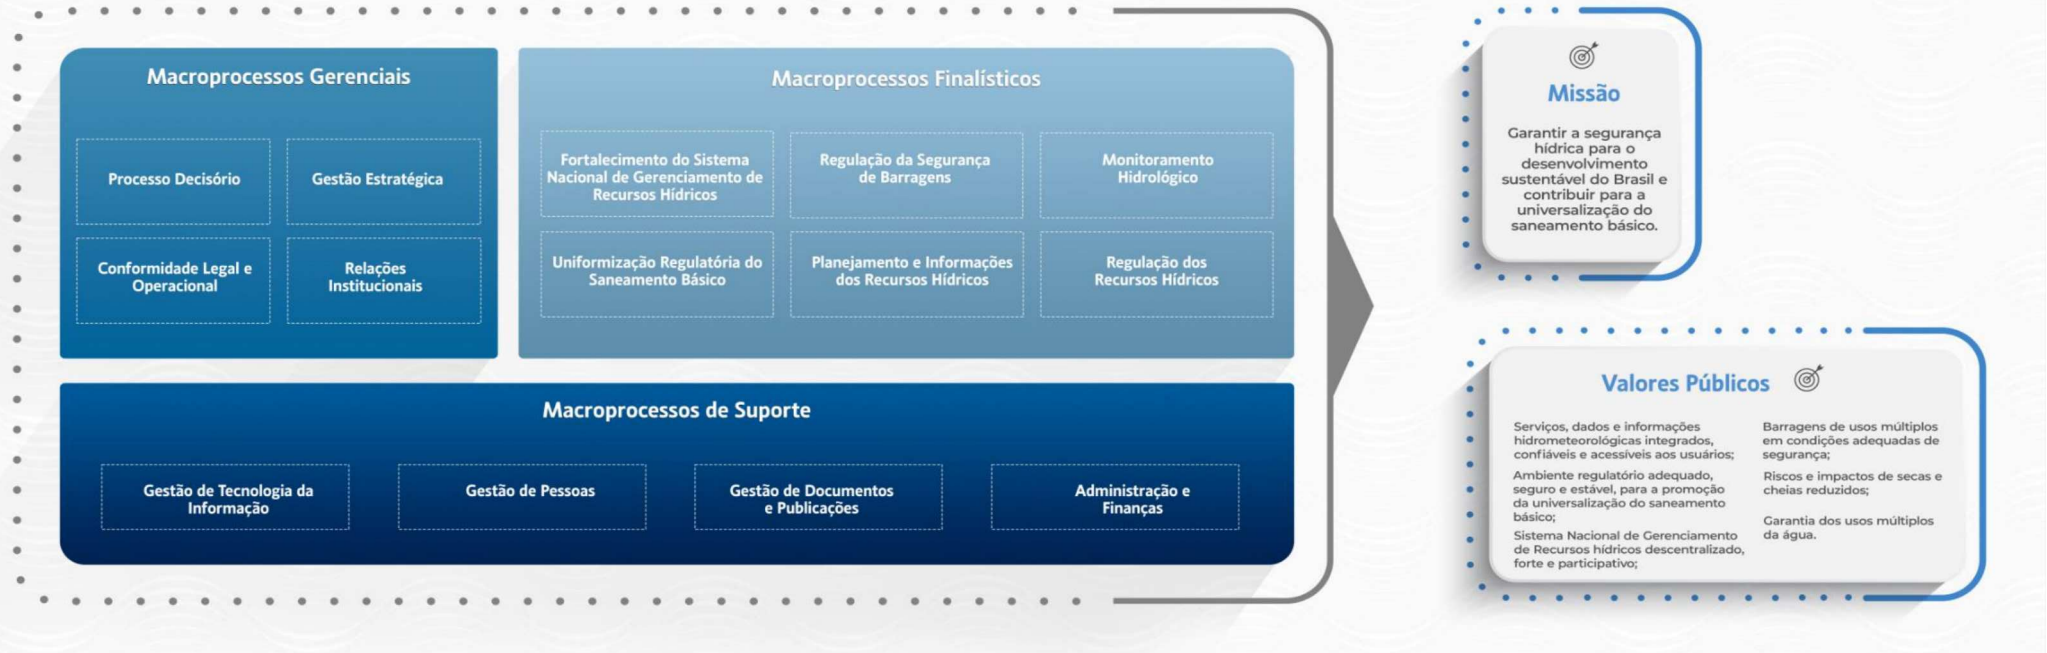 Macroprocessos Gerenciais
Processo Decisório
Gestão Estratégica
Conformidade Legal e
Operacional
Relações
Institucionais
Macroprocessos Finalísticos
Fortalecimento do Sistema
Nacional de Gerenciamento de
Recursos Hídricos
Regulação da Segurança
de Barragens
Monitoramento
Hidrológico
Uniformização Regulatória do
Saneamento Básico
Planejamento e Informações
dos Recursos Hídricos
Regulação dos
Recursos Hídricos
Macroprocessos de Suporte
Gestão de Tecnologia da
Informação
Gestão de Pessoas
Gestão de Documentos
e Publicações
Administração e
Finanças
Missão
Garantir a segurança
hídrica para o
desenvolvimento
sustentável do Brasil e
contribuir para a
universalização do
saneamento básico.
Valores Públicos
Serviços, dados e informações
hidrometeorológicas integrados,
confiáveis e acessíveis aos usuários;
Ambiente regulatório adequado,
seguro e estável, para a promoção
da universalização do saneamento
básico;
Sistema Nacional de Gerenciamento
de Recursos hídricos descentralizado,
forte e participativo;
Barragens de usos múltiplos
em condições adequadas de
segurança;
Riscos e impactos de secas e
cheias reduzidos;
Garantia dos usos múltiplos
da água.